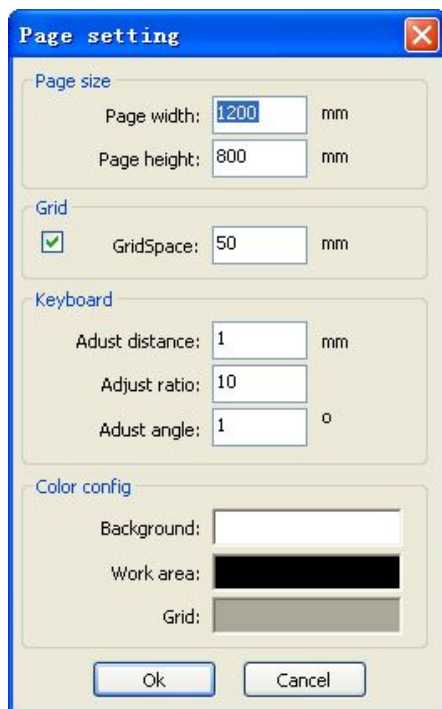 Page setting
Page size
Page width: 1200 mm
Page height: 800 mm
Grid
GridSpace: 50 mm
Keyboard
Adust distance: 1 mm
Adjust ratio: 10
Adust angle: 1 o
Color config
Background:
Work area:
Grid:
Ok Cancel